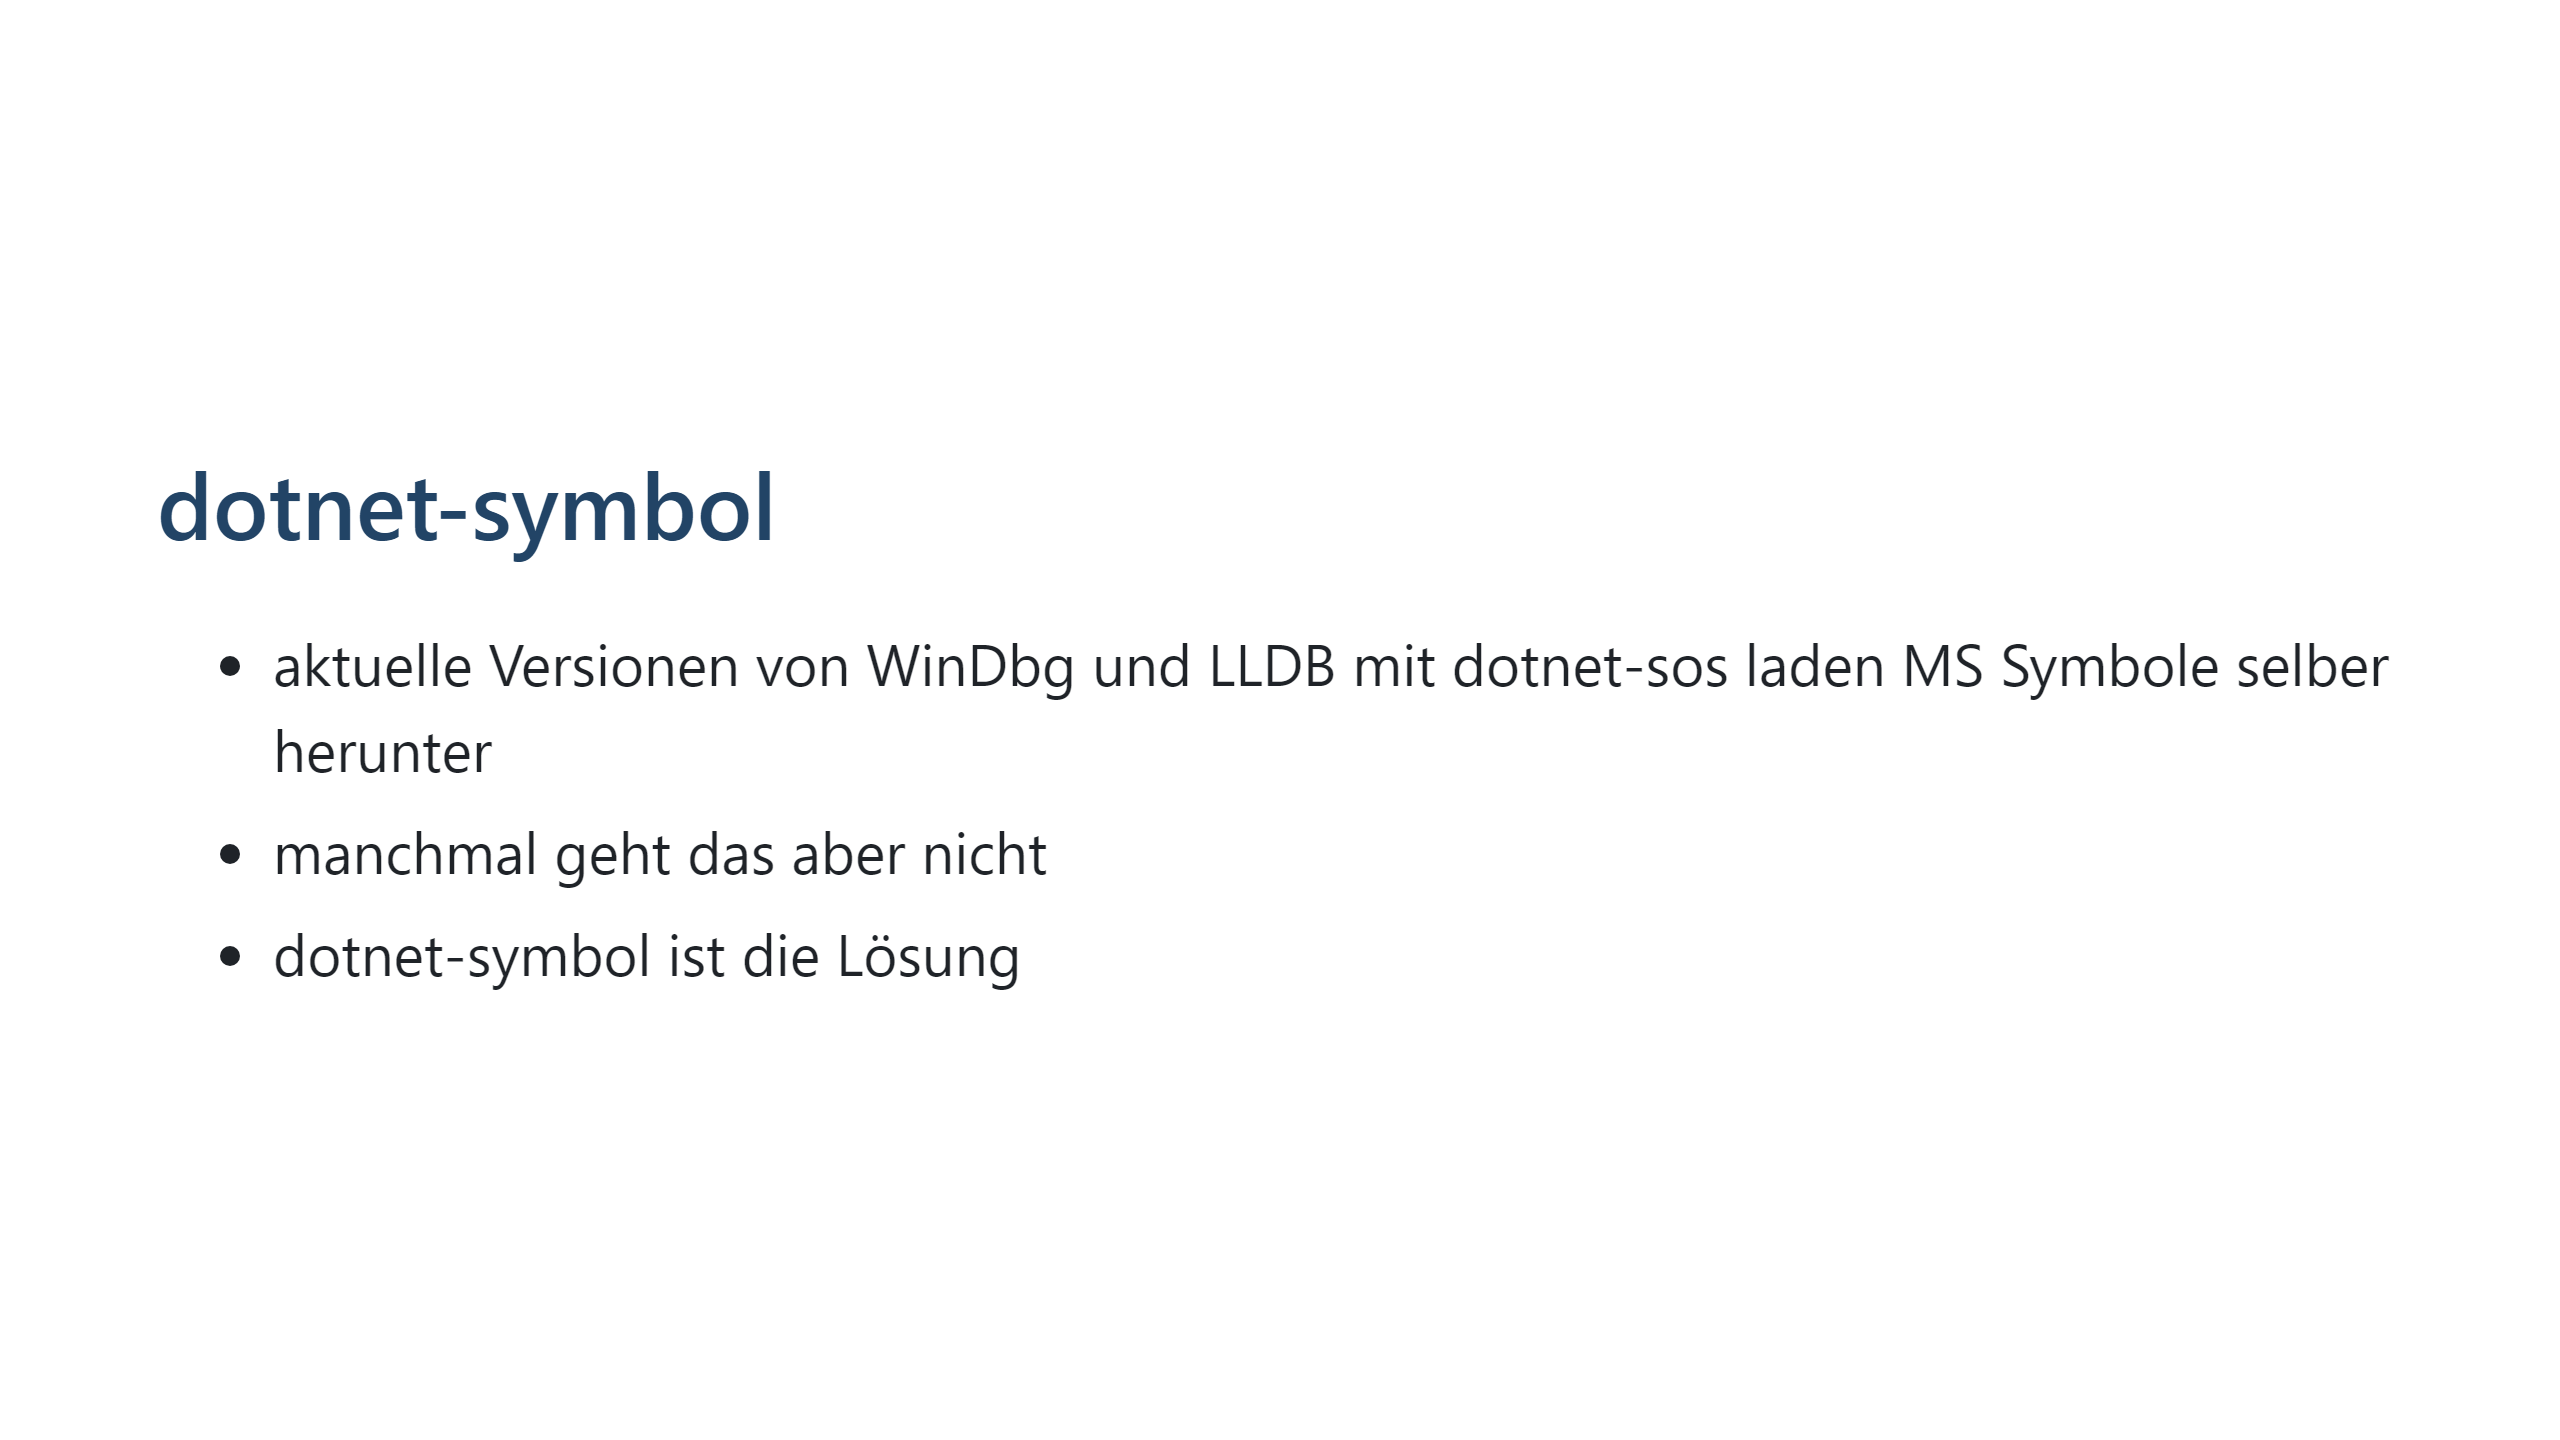 dotnet-symbol
• aktuelle Versionen von WinDbg und LLDB mit dotnet-sos laden MS Symbole selber
herunter
• manchmal geht das aber nicht
• dotnet-symbol ist die Lösung